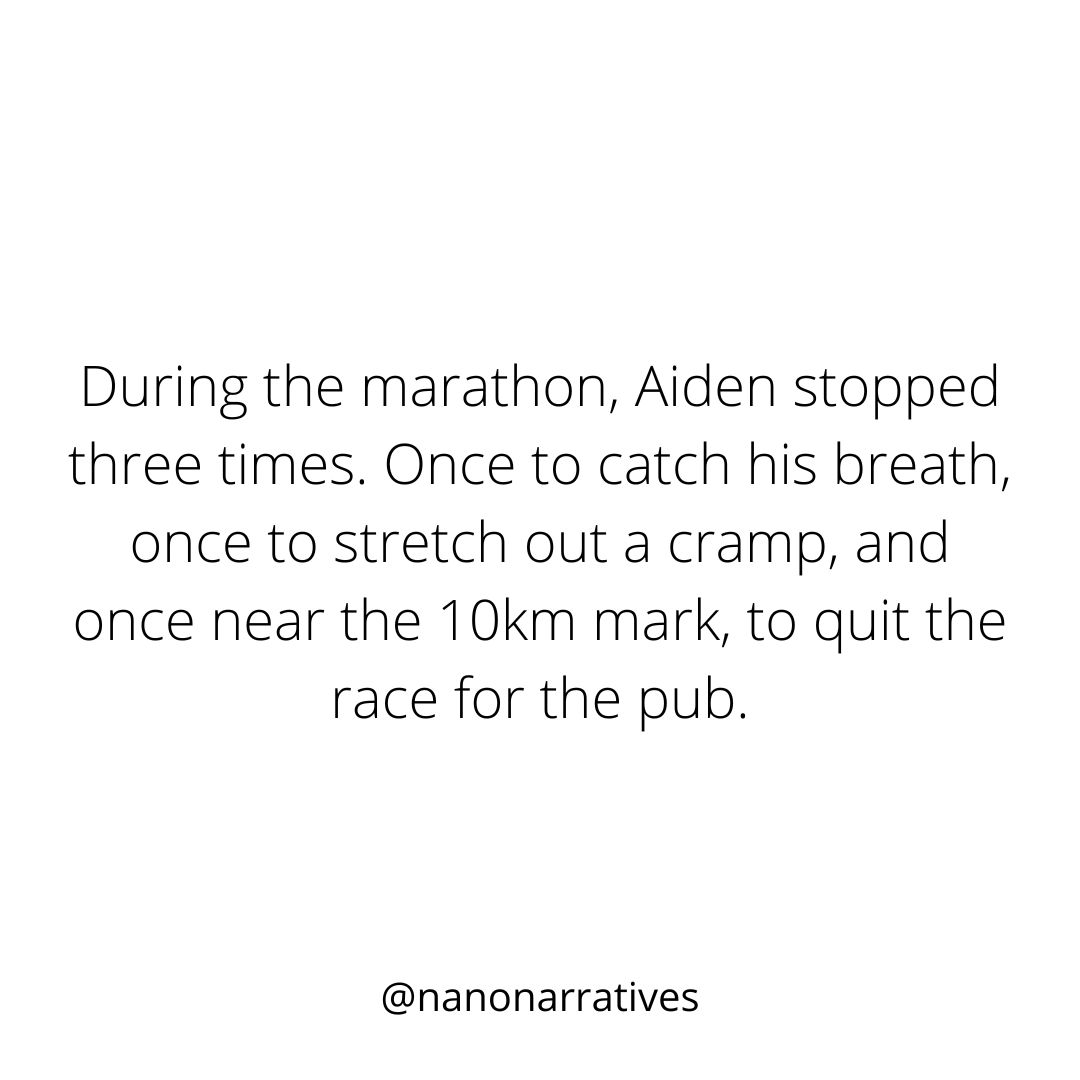 During the marathon, Aiden stopped
three times. Once to catch his breath,
once to stretch out a cramp, and
once near the 10km mark, to quit the
race for the pub.
@nanonarratives